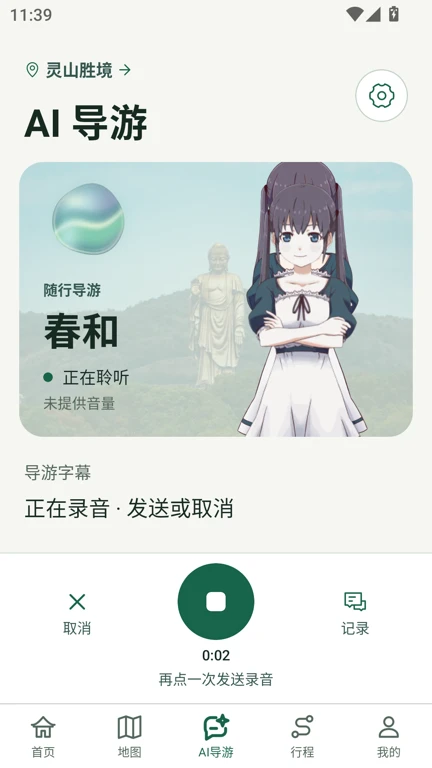 11:39
灵山胜境
AI 导游
随行导游
春和
正在聆听
未提供音量
导游字幕
正在录音 · 发送或取消
取消
记录
0:02
再点一次发送录音
首页
地图
AI导游
行程
我的